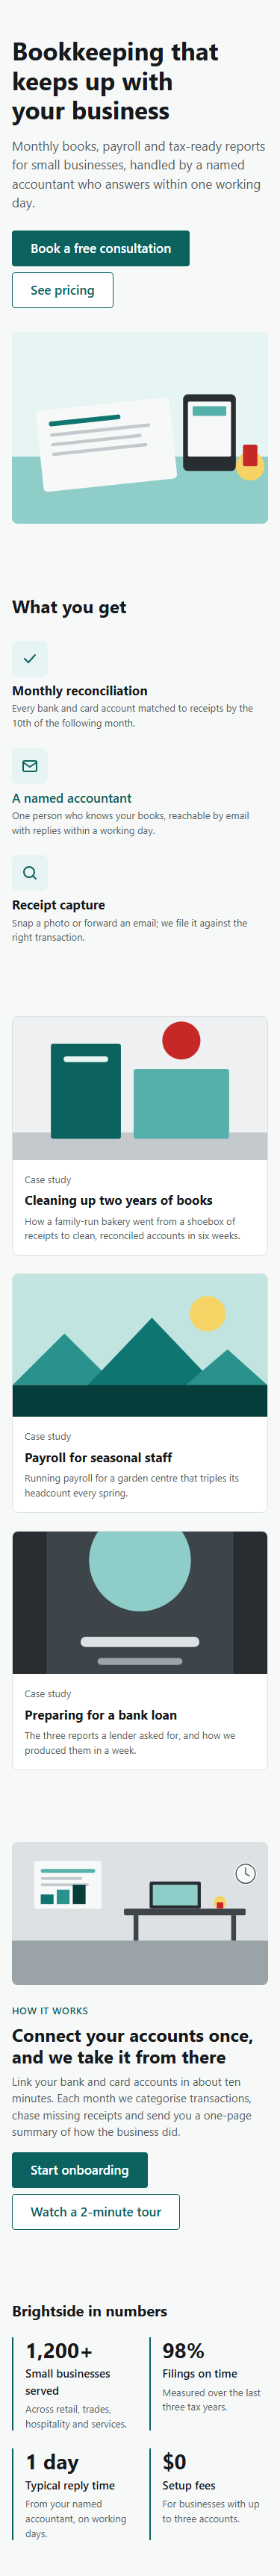 Bookkeeping that
keeps up with
your business
Monthly books, payroll and tax-ready reports
for small businesses, handled by a named
accountant who answers within one working
day.
Book a free consultation
See pricing
What you get
Monthly reconciliation
Every bank and card account matched to receipts by the
10th of the following month.
A named accountant
One person who knows your books, reachable by email
with replies within a working day.
Receipt capture
Snap a photo or forward an email; we file it against the
right transaction.
Case study
Cleaning up two years of books
How a family-run bakery went from a shoebox of
receipts to clean, reconciled accounts in six weeks.
Case study
Payroll for seasonal staff
Running payroll for a garden centre that triples its
headcount every spring.
Case study
Preparing for a bank loan
The three reports a lender asked for, and how we
produced them in a week.
HOW IT WORKS
Connect your accounts once,
and we take it from there
Link your bank and card accounts in about ten
minutes. Each month we categorise transactions,
chase missing receipts and send you a one-page
summary of how the business did.
Start onboarding
Watch a 2-minute tour
Brightside in numbers
1,200+
Small businesses
served
Across retail, trades,
hospitality and services.
98%
Filings on time
Measured over the last
three tax years.
1 day
Typical reply time
From your named
accountant, on working
days.
$0
Setup fees
For businesses with up
to three accounts.